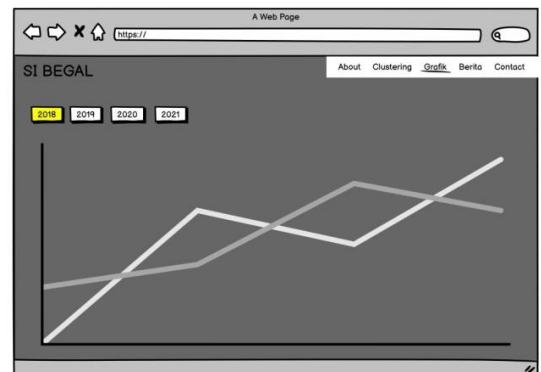 A Web Page
https://
SI BEGAL
About Clustering Grafik Berita Contact
2018 2019 2020 2021